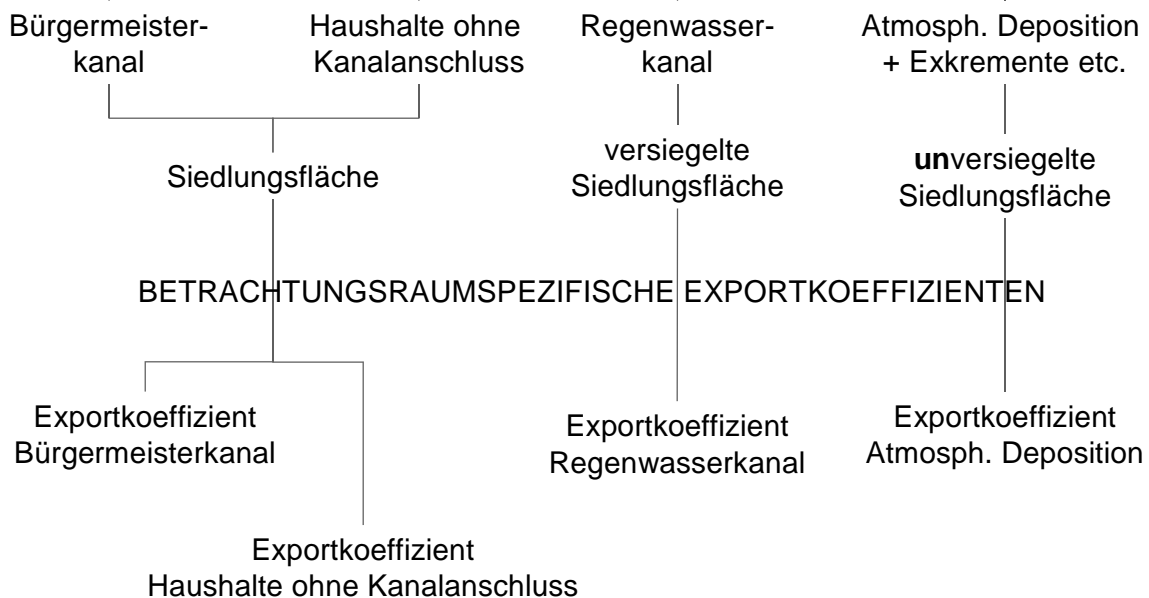 Bürgermeister-
kanal
Haushalte ohne
Kanalanschluss
Regenwasser-
kanal
Atmosph. Deposition
+ Exkremente etc.
Siedlungsfläche
versiegelte
Siedlungsfläche
unversiegelte
Siedlungsfläche
BETRACHTUNGSRAUMSPEZIFISCHE EXPORTKOEFFIZIENTEN
Exportkoeffizient
Bürgermeisterkanal
Exportkoeffizient
Haushalte ohne Kanalanschluss
Exportkoeffizient
Regenwasserkanal
Exportkoeffizient
Atmosph. Deposition